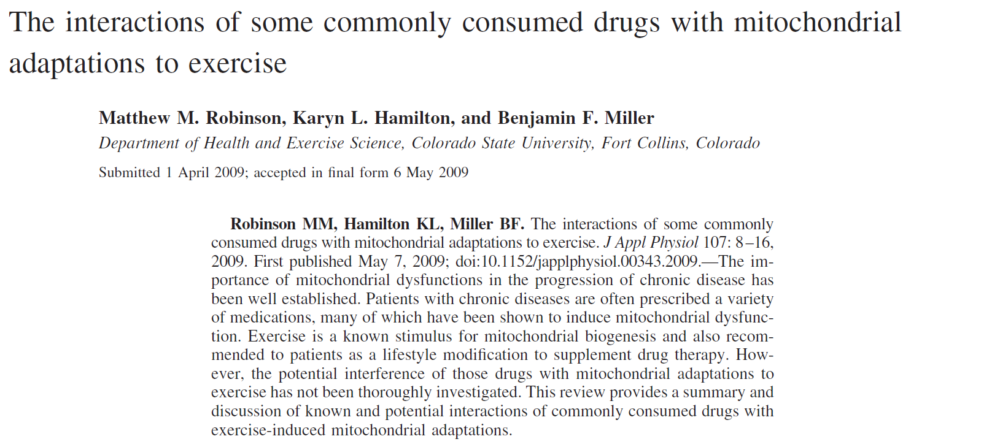 The interactions of some commonly consumed drugs with mitochondrial
adaptations to exercise
Matthew M. Robinson, Karyn L. Hamilton, and Benjamin F. Miller
Department of Health and Exercise Science, Colorado State University, Fort Collins, Colorado
Submitted 1 April 2009; accepted in final form 6 May 2009
Robinson MM, Hamilton KL, Miller BF. The interactions of some commonly
consumed drugs with mitochondrial adaptations to exercise. J Appl Physiol 107: 8–16,
2009. First published May 7, 2009; doi:10.1152/japplphysiol.00343.2009.—The im-
portance of mitochondrial dysfunctions in the progression of chronic disease has
been well established. Patients with chronic diseases are often prescribed a variety
of medications, many of which have been shown to induce mitochondrial dysfunc-
tion. Exercise is a known stimulus for mitochondrial biogenesis and also recom-
mended to patients as a lifestyle modification to supplement drug therapy. How-
ever, the potential interference of those drugs with mitochondrial adaptations to
exercise has not been thoroughly investigated. This review provides a summary and
discussion of known and potential interactions of commonly consumed drugs with
exercise-induced mitochondrial adaptations.